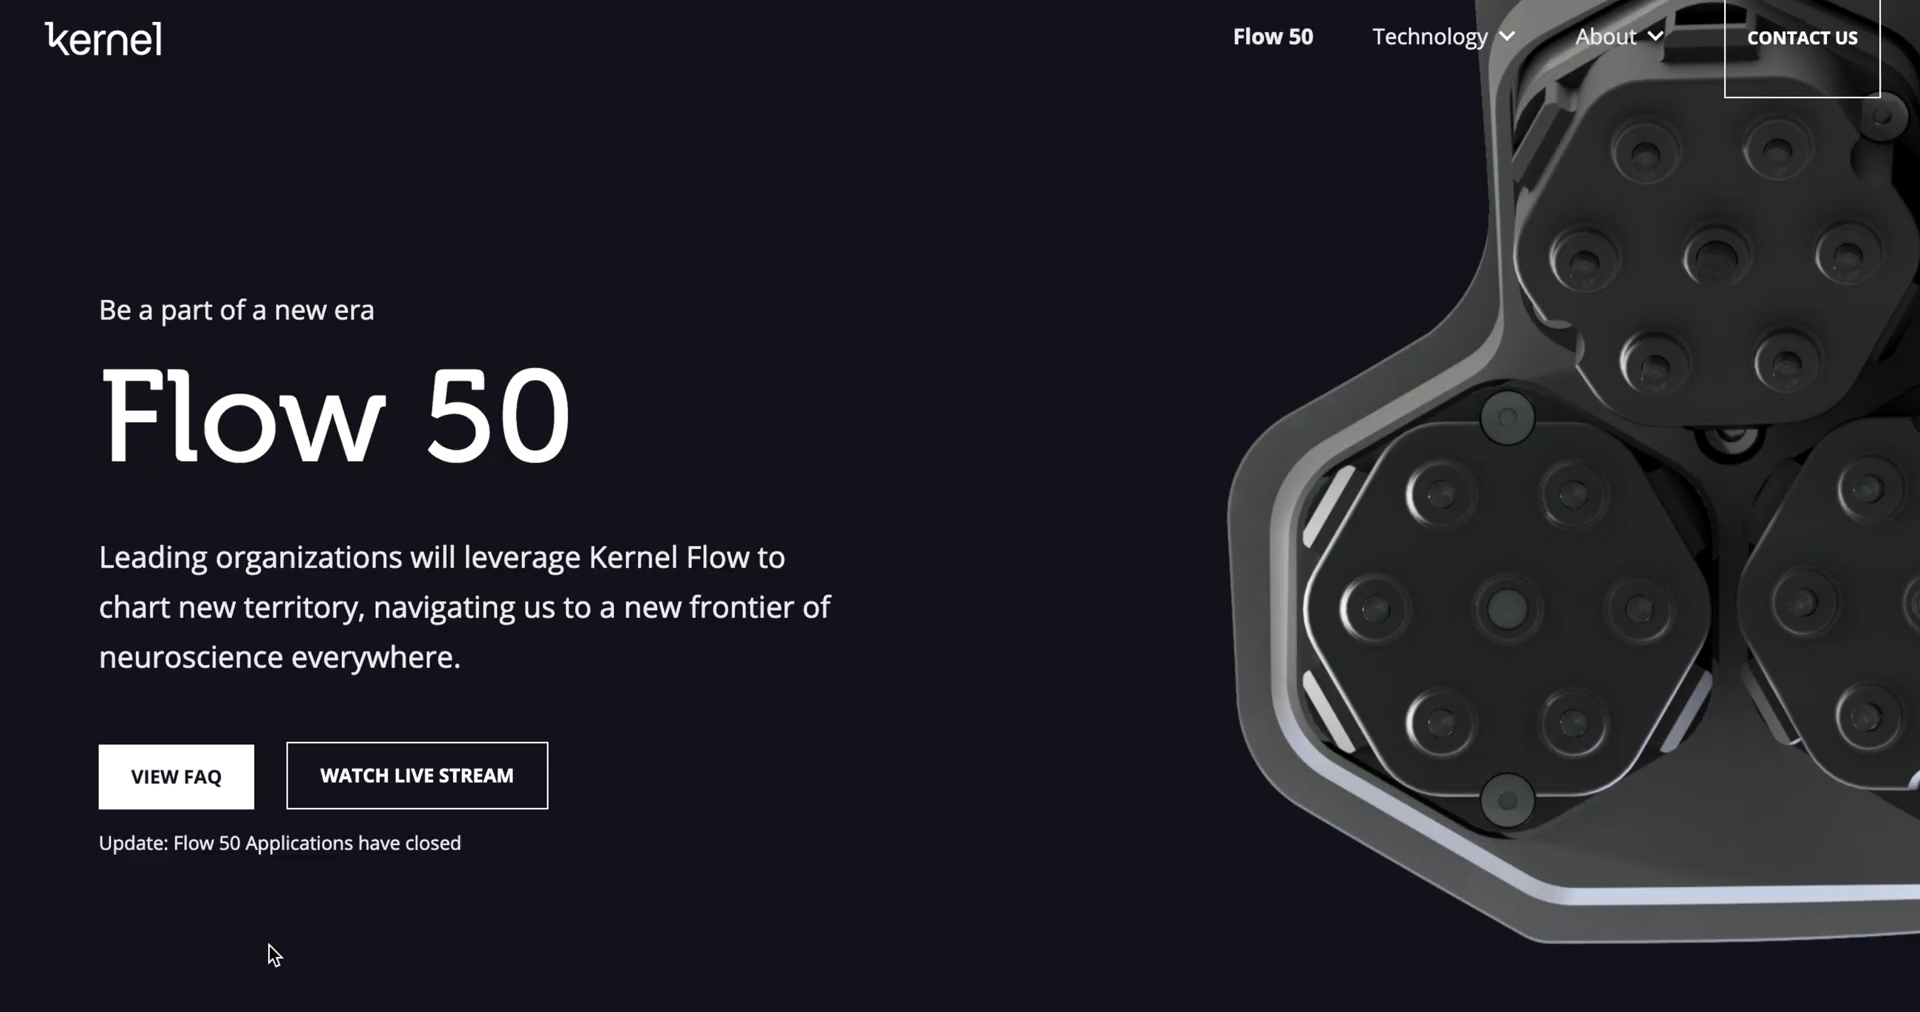 kernel
Flow 50
Technology
About
CONTACT US
Be a part of a new era
Flow 50
Leading organizations will leverage Kernel Flow to
chart new territory, navigating us to a new frontier of
neuroscience everywhere.
VIEW FAQ
WATCH LIVE STREAM
Update: Flow 50 Applications have closed